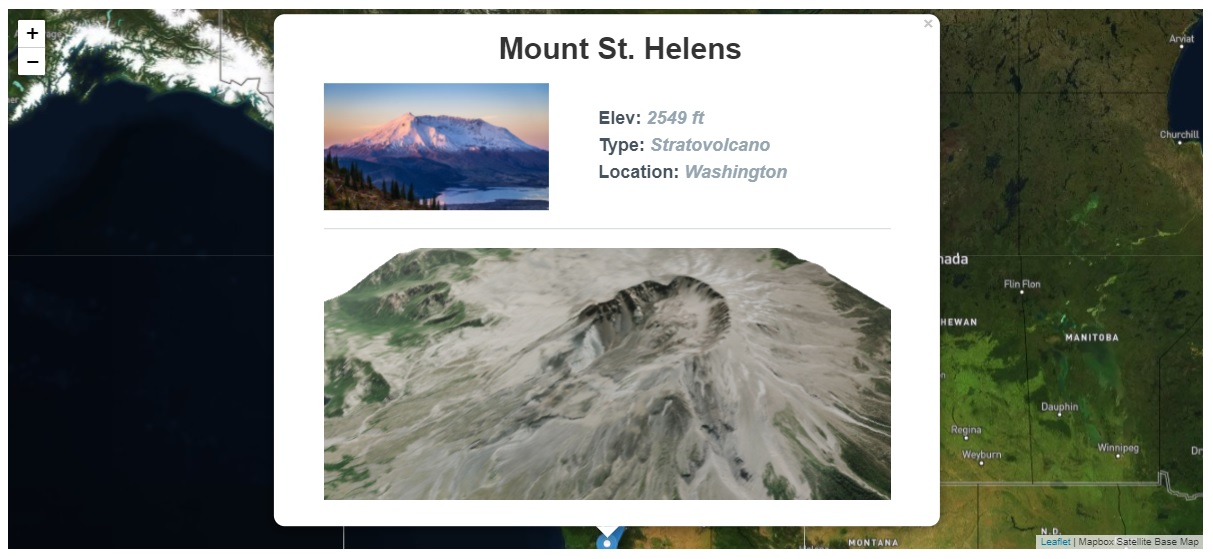 +
−
×
Mount St. Helens
Elev: 2549 ft
Type: Stratovolcano
Location: Washington
Arviat
Churchill
nada
Flin Flon
HEWAN
MANITOBA
Dauphin
Regina
Weyburn
Winnipeg
N.D.
MONTANA
Leaflet | Mapbox Satellite Base Map